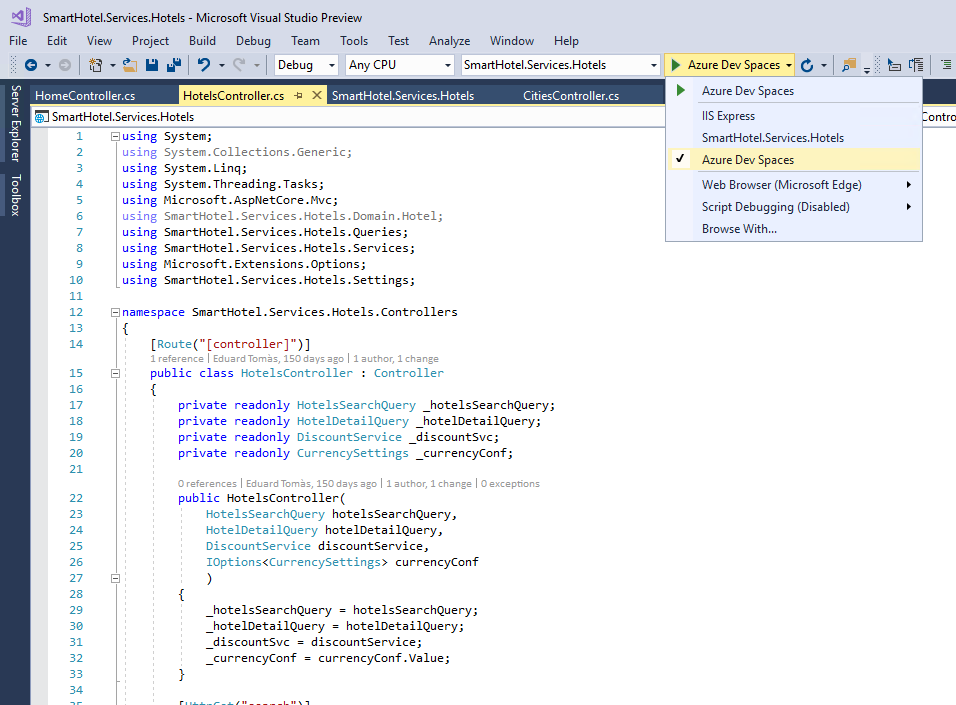 SmartHotel.Services.Hotels - Microsoft Visual Studio Preview
File Edit View Project Build Debug Team Tools Test Analyze Window Help
Debug Any CPU SmartHotel.Services.Hotels Azure Dev Spaces
Server Explorer
Toolbox
HomeController.cs HotelsController.cs SmartHotel.Services.Hotels CitiesController.cs
SmartHotel.Services.Hotels
Azure Dev Spaces
IIS Express
SmartHotel.Services.Hotels
Azure Dev Spaces
Web Browser (Microsoft Edge)
Script Debugging (Disabled)
Browse With...
1 using System;
2 using System.Collections.Generic;
3 using System.Linq;
4 using System.Threading.Tasks;
5 using Microsoft.AspNetCore.Mvc;
6 using SmartHotel.Services.Hotels.Domain.Hotel;
7 using SmartHotel.Services.Hotels.Queries;
8 using SmartHotel.Services.Hotels.Services;
9 using Microsoft.Extensions.Options;
10 using SmartHotel.Services.Hotels.Settings;
11
12 namespace SmartHotel.Services.Hotels.Controllers
13 {
14 [Route("[controller]")]
1 reference | Eduard Tomàs, 150 days ago | 1 author, 1 change
15 public class HotelsController : Controller
16 {
17 private readonly HotelsSearchQuery _hotelsSearchQuery;
18 private readonly HotelDetailQuery _hotelDetailQuery;
19 private readonly DiscountService _discountSvc;
20 private readonly CurrencySettings _currencyConf;
21
0 references | Eduard Tomàs, 150 days ago | 1 author, 1 change | 0 exceptions
22 public HotelsController(
23 HotelsSearchQuery hotelsSearchQuery,
24 HotelDetailQuery hotelDetailQuery,
25 DiscountService discountService,
26 IOptions<CurrencySettings> currencyConf
27 )
28 {
29 _hotelsSearchQuery = hotelsSearchQuery;
30 _hotelDetailQuery = hotelDetailQuery;
31 _discountSvc = discountService;
32 _currencyConf = currencyConf.Value;
33 }
34